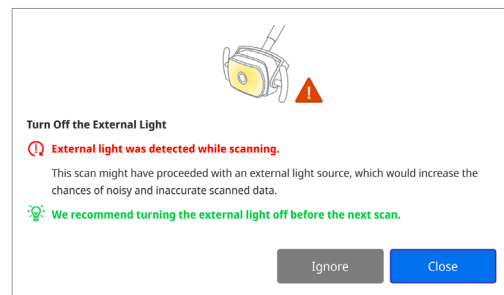 Turn Off the External Light
External light was detected while scanning.
This scan might have proceeded with an external light source, which would increase the
chances of noisy and inaccurate scanned data.
We recommend turning the external light off before the next scan.
Ignore
Close